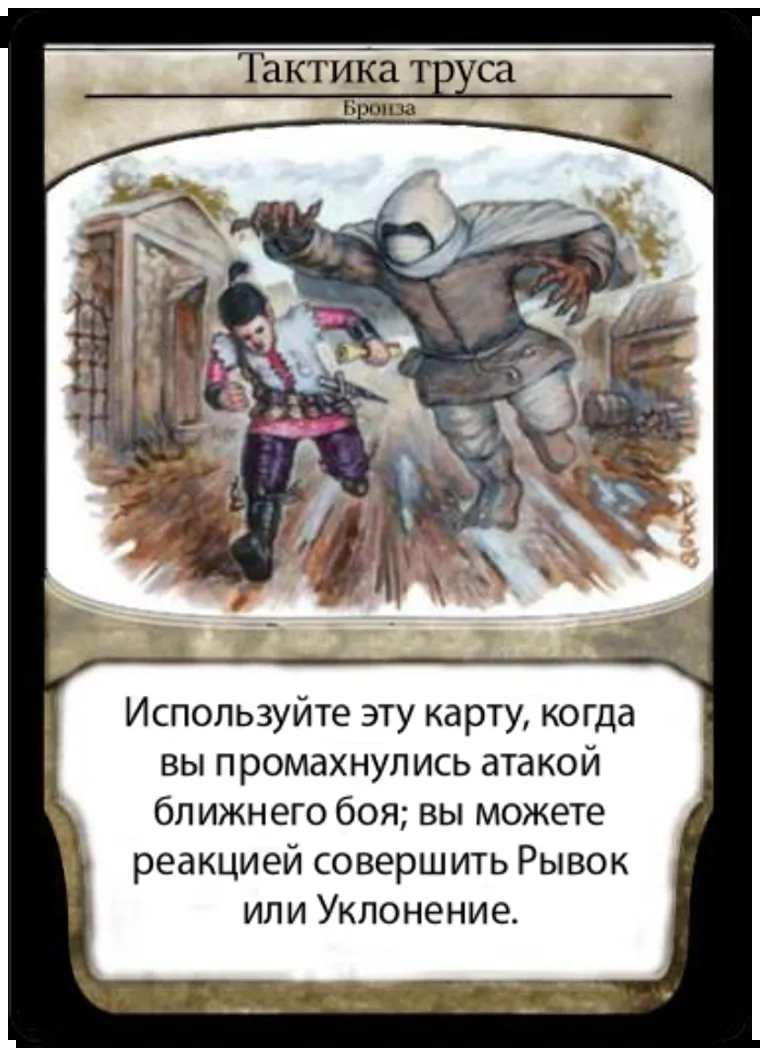 Тактика труса
Бронза
Используйте эту карту, когда
вы промахнулись атакой
ближнего боя; вы можете
реакцией совершить Рывок
или Уклонение.